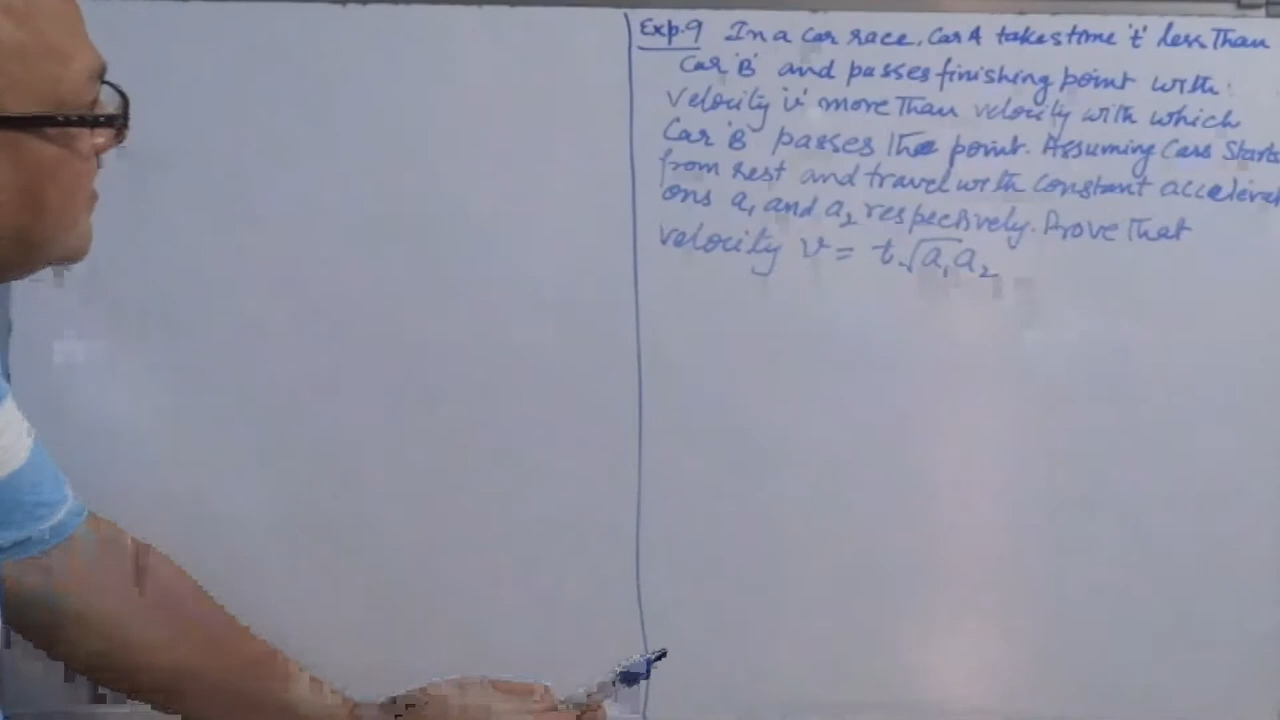 Exp.9 In a car race, Car A takes time 't' less Than
Car 'B' and passes finishing point with
velocity 'v' more Than velocity with which
Car 'B' passes the point. Assuming Cars Starts
from rest and travel with constant accelerati
ons a₁ and a₂ respectively. Prove That
velocity v = t√a₁a₂